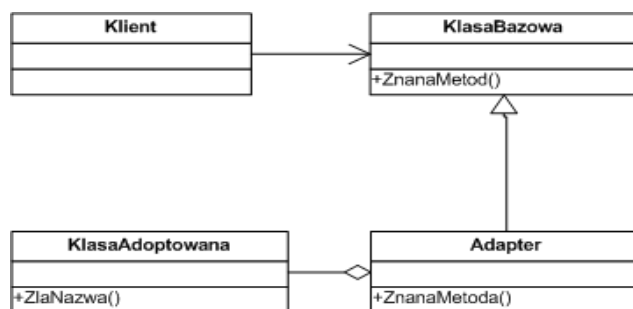 Klient
KlasaBazowa
+ZnanaMetod()
KlasaAdoptowana
Adapter
+ZlaNazwa()
+ZnanaMetoda()